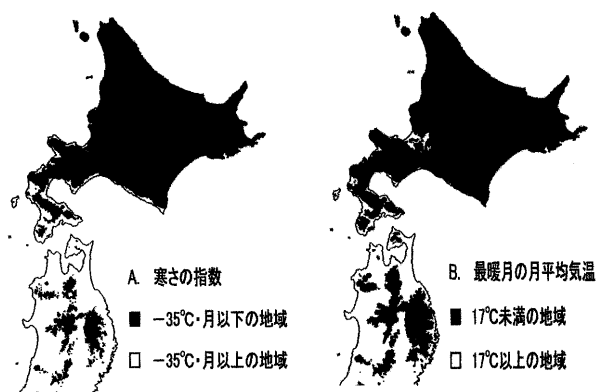 A. 寒さの指数
■ －35℃・月以下の地域
□ －35℃・月以上の地域
B. 最暖月の月平均気温
■ 17℃未満の地域
□ 17℃以上の地域